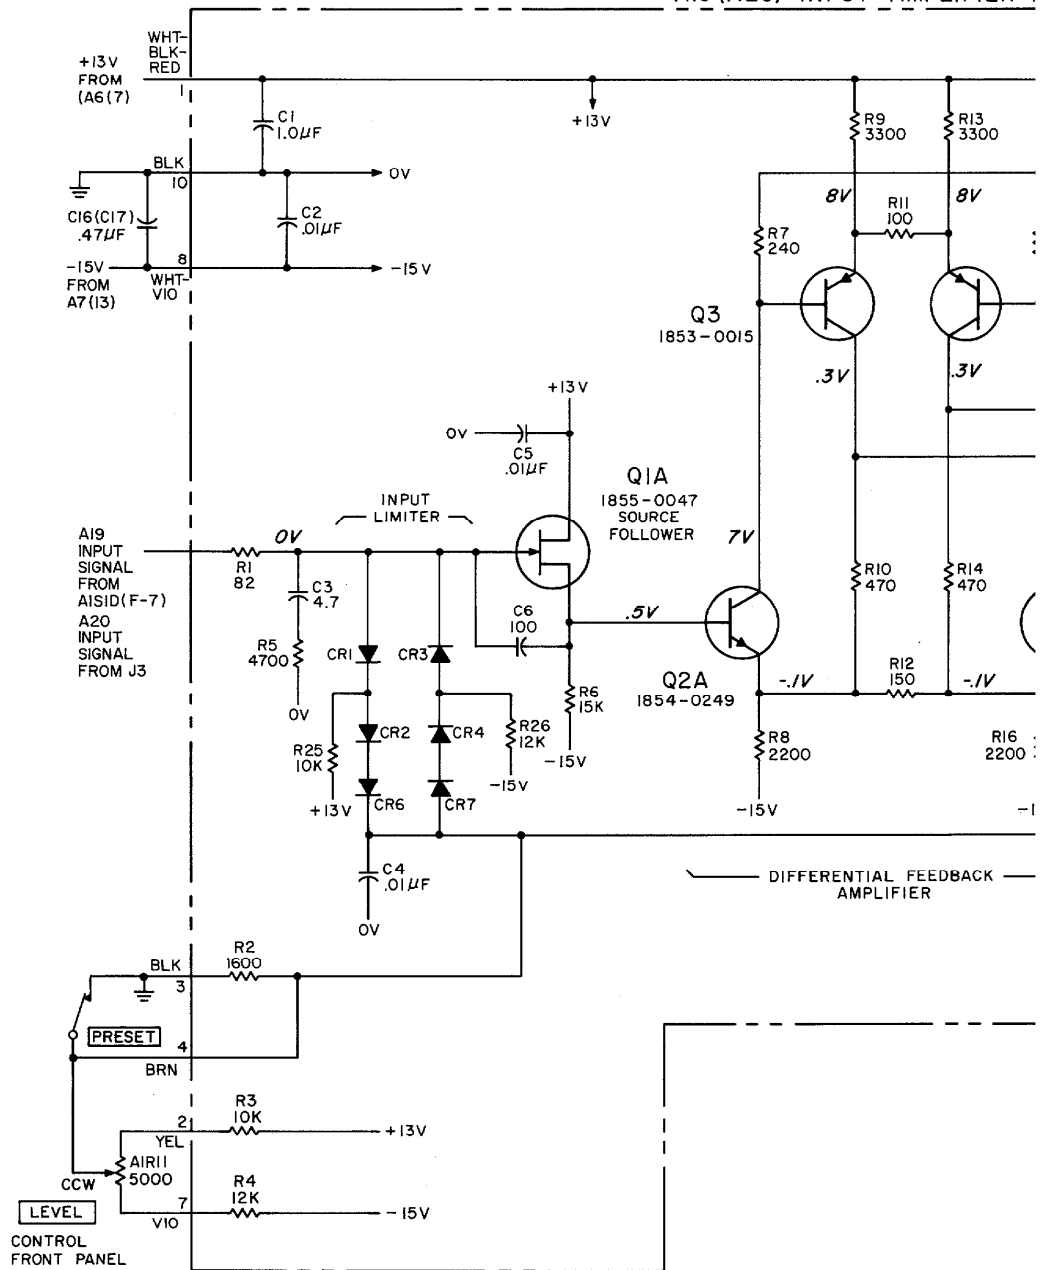 WHT-
BLK-
RED
+13V
FROM
(A6(7)
1
C1
1.0µF
+13V
R9
3300
R13
3300
BLK
10
0V
C16(C17)
.47µF
C2
.01µF
8V
R11
100
8V
R7
240
-15V
FROM
A7(13)
8
WHT-
VIO
-15V
Q3
1853-0015
.3V
.3V
+13V
0V
C5
.01µF
Q1A
1855-0047
SOURCE
FOLLOWER
INPUT
LIMITER
A19
INPUT
SIGNAL
FROM
A1S1D(F-7)
A20
INPUT
SIGNAL
FROM J3
R1
82
0V
7V
C3
4.7
R10
470
R14
470
C6
100
.5V
R5
4700
CR1
CR3
Q2A
1854-0249
R12
150
-.1V
-.1V
0V
R6
15K
R25
10K
CR2
CR4
R26
12K
R8
2200
R16
2200
-15V
+13V
CR6
CR7
-15V
-15V
-1
C4
.01µF
0V
DIFFERENTIAL FEEDBACK
AMPLIFIER
BLK
3
R2
1600
PRESET
4
BRN
2
YEL
R3
10K
+13V
A1R11
5000
CCW
LEVEL
CONTROL
FRONT PANEL
7
VIO
R4
12K
-15V